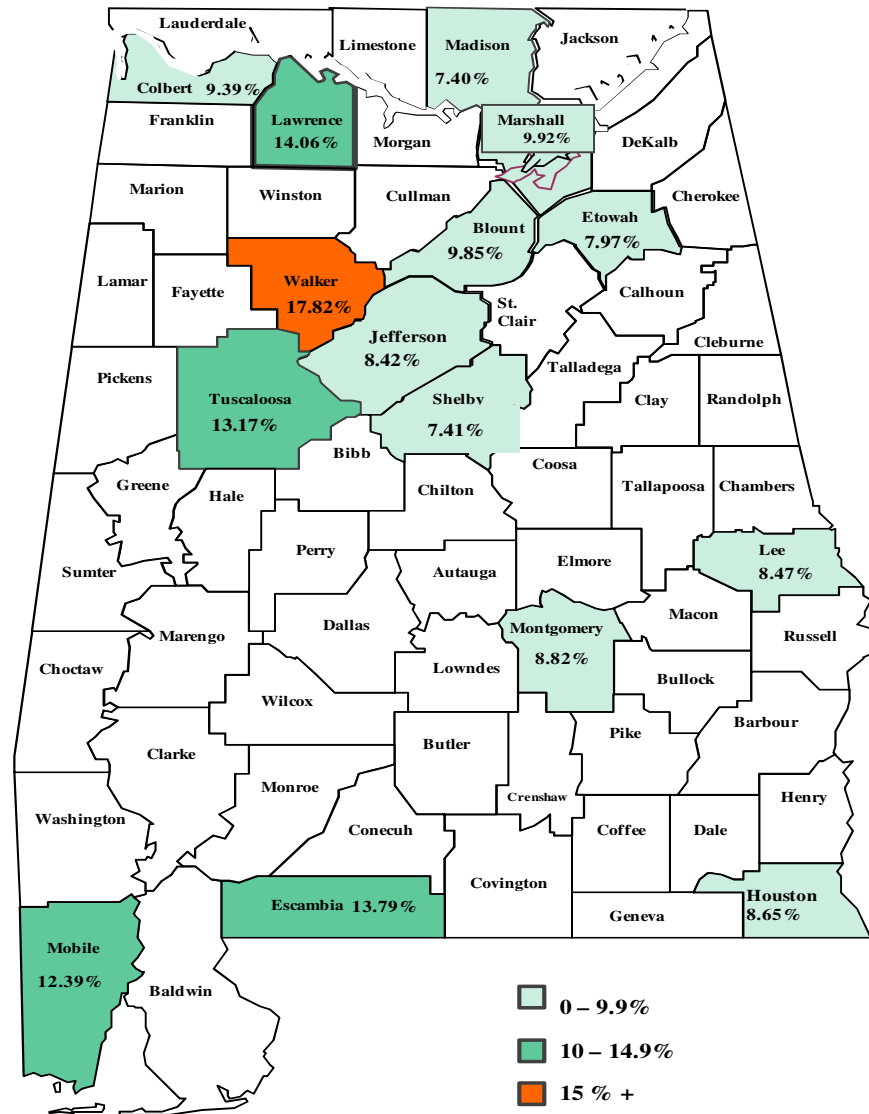 Lauderdale
Limestone
Madison
7.40%
Jackson
Colbert 9.39%
Lawrence
14.06%
Franklin
Morgan
Marshall
9.92%
DeKalb
Marion
Winston
Cullman
Cherokee
Blount
9.85%
Etowah
7.97%
Lamar
Fayette
Walker
17.82%
St.
Clair
Calhoun
Jefferson
8.42%
Cleburne
Pickens
Talladega
Tuscaloosa
13.17%
Shelby
7.41%
Clay
Randolph
Bibb
Coosa
Greene
Hale
Chilton
Tallapoosa
Chambers
Perry
Lee
8.47%
Sumter
Autauga
Elmore
Macon
Marengo
Dallas
Montgomery
8.82%
Russell
Choctaw
Lowndes
Bullock
Wilcox
Barbour
Clarke
Butler
Pike
Monroe
Crenshaw
Henry
Washington
Conecuh
Coffee
Dale
Covington
Escambia 13.79%
Houston
8.65%
Geneva
Mobile
12.39%
Baldwin
0 – 9.9%
10 – 14.9%
15 % +